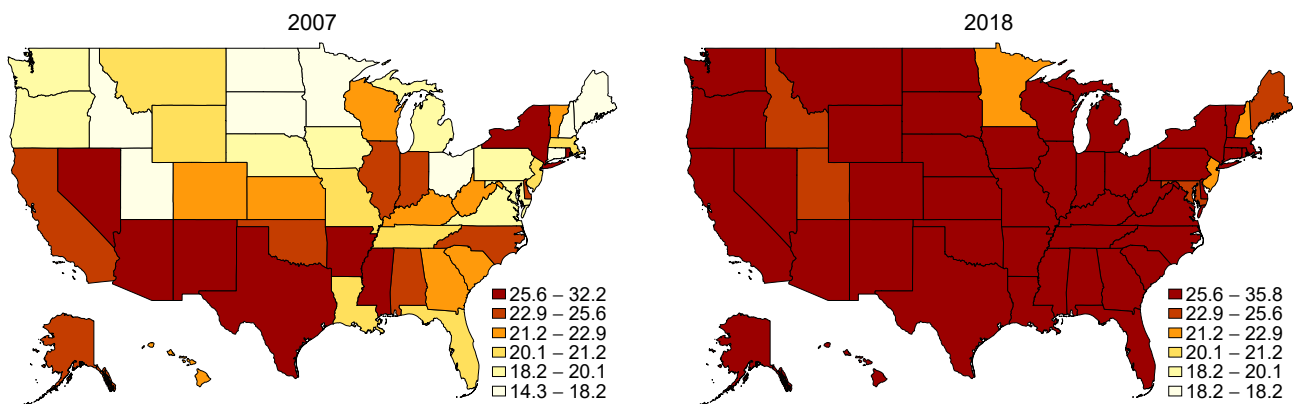 2007
25.6 – 32.2
22.9 – 25.6
21.2 – 22.9
20.1 – 21.2
18.2 – 20.1
14.3 – 18.2
2018
25.6 – 35.8
22.9 – 25.6
21.2 – 22.9
20.1 – 21.2
18.2 – 20.1
18.2 – 18.2